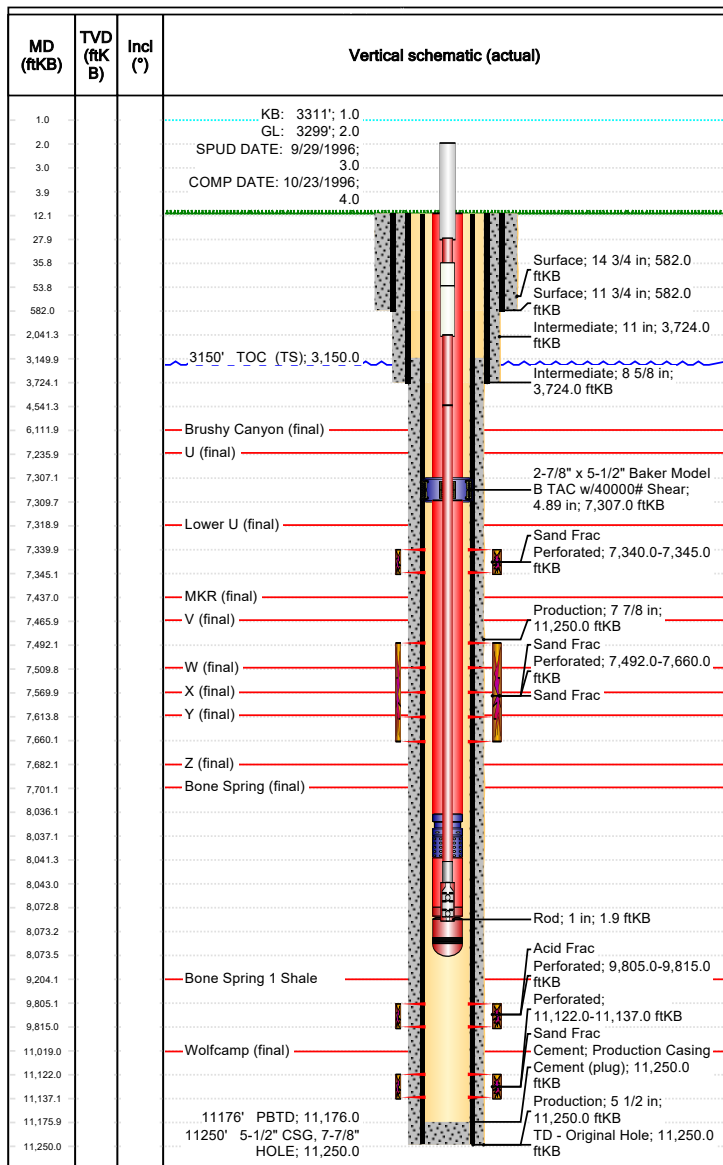 MD (ftKB)
TVD (ftK B)
Incl (°)
Vertical schematic (actual)
1.0
2.0
3.0
3.9
12.1
27.9
35.8
53.8
582.0
2,041.3
3,149.9
3,724.1
4,541.3
6,111.9
7,235.9
7,307.1
7,309.7
7,318.9
7,339.9
7,345.1
7,437.0
7,465.9
7,492.1
7,509.8
7,569.9
7,613.8
7,660.1
7,682.1
7,701.1
8,036.1
8,037.1
8,041.3
8,043.0
8,072.8
8,073.2
8,073.5
9,204.1
9,805.1
9,815.0
11,019.0
11,122.0
11,137.1
11,175.9
11,250.0
KB: 3311'; 1.0
GL: 3299'; 2.0
SPUD DATE: 9/29/1996;
3.0
COMP DATE: 10/23/1996;
4.0
3150' TOC (TS); 3,150.0
Brushy Canyon (final)
U (final)
Lower U (final)
MKR (final)
V (final)
W (final)
X (final)
Y (final)
Z (final)
Bone Spring (final)
Bone Spring 1 Shale
Wolfcamp (final)
11176' PBTD; 11,176.0
11250' 5-1/2" CSG, 7-7/8"
HOLE; 11,250.0
Surface; 14 3/4 in; 582.0
ftKB
Surface; 11 3/4 in; 582.0
ftKB
Intermediate; 11 in; 3,724.0
ftKB
Intermediate; 8 5/8 in;
3,724.0 ftKB
2-7/8" x 5-1/2" Baker Model
B TAC w/40000# Shear;
4.89 in; 7,307.0 ftKB
Sand Frac
Perforated; 7,340.0-7,345.0
ftKB
Production; 7 7/8 in;
11,250.0 ftKB
Sand Frac
Perforated; 7,492.0-7,660.0
ftKB
Sand Frac
Rod; 1 in; 1.9 ftKB
Acid Frac
Perforated; 9,805.0-9,815.0
ftKB
Perforated;
11,122.0-11,137.0 ftKB
Sand Frac
Cement; Production Casing
Cement (plug); 11,250.0
ftKB
Production; 5 1/2 in;
11,250.0 ftKB
TD - Original Hole; 11,250.0
ftKB